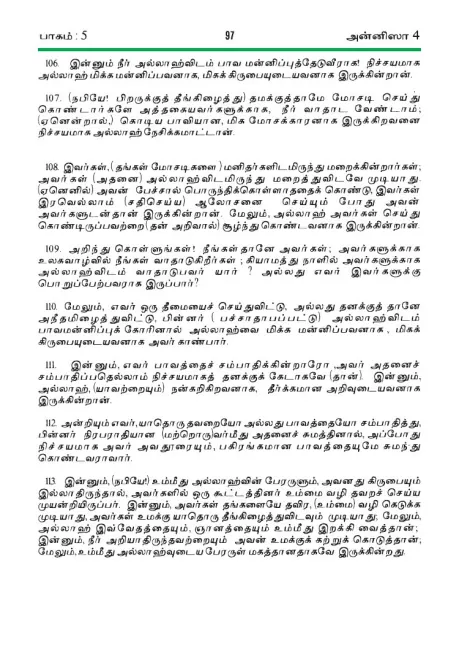 பாகம் : 5 97 அன்னிஸா 4
106. இன்னும் நீர் அல்லாஹ்விடம் பாவ மன்னிப்புத்தேடுவீராக! நிச்சயமாக
அல்லாஹ் மிக்க மன்னிப்பவனாக, மிகக் கிருபையுடையவனாக இருக்கின்றான்.
107. (நபியே! பிறருக்குத் தீங்கிழைத்து) தமக்குத்தாமே மோசடி செய்து
கொண்டார்களே அத்தகையவர்களுக்காக, நீர் வாதாட வேண்டாம்;
(ஏனென்றால்,) கொடிய பாவியான, மிக மோசக்காரனாக இருக்கிறவனை
நிச்சயமாக அல்லாஹ் நேசிக்கமாட்டான்.
108. இவர்கள், (தங்கள் மோசடிகளை ) மனிதர்களிடமிருந்து மறைக்கின்றார்கள்;
அவர்கள் (அதனை) அல்லாஹ்விடமிருந்து மறைத்துவிடவே முடியாது.
(ஏனெனில்) அவன் பேச்சால் பொருந்திக்கொள்ளாததைக் கொண்டு, இவர்கள்
இரவெல்லாம் (சதிசெய்ய) ஆலோசனை செய்யும் போது அவன்
அவர்களுடன்தான் இருக்கின்றான். மேலும், அல்லாஹ் அவர்கள் செய்து
கொண்டிருப்பவற்றை (தன் அறிவால்) சூழ்ந்து கொண்டவனாக இருக்கின்றான்.
109. அறிந்து கொள்ளுங்கள்! நீங்கள்தானே அவர்கள்; அவர்களுக்காக
உலகவாழ்வில் நீங்கள் வாதாடுகிறீர்கள் ; கியாமத்து நாளில் அவர்களுக்காக
அல்லாஹ்விடம் வாதாடுபவர் யார் ? அல்லது எவர் இவர்களுக்கு
பொறுப்பேற்பவராக இருப்பார்?
110. மேலும், எவர் ஒரு தீமையைச் செய்துவிட்டு, அல்லது தனக்குத் தானே
அநீதமிழைத்துவிட்டு, பின்னர் ( பச்சாதாபப்பட்டு) அல்லாஹ்விடம்
பாவமன்னிப்புக் கோரினால் அல்லாஹ்வை மிக்க மன்னிப்பவனாக , மிகக்
கிருபையுடையவனாக அவர் காண்பார்.
111. இன்னும், எவர் பாவத்தைச் சம்பாதிக்கின்றாரோ ,அவர் அதனைச்
சம்பாதிப்பதெல்லாம் நிச்சயமாகத் தனக்குக் கேடாகவே (தான்). இன்னும்,
அல்லாஹ், (யாவற்றையும்) நன்கறிகிறவனாக, தீர்க்கமான அறிவுடையவனாக
இருக்கின்றான்.
112. அன்றியும் எவர், யாதொரு தவறையோ அல்லது பாவத்தையோ சம்பாதித்து,
பின்னர் நிரபராதியான (மற்றொரு)வர்மீது அதனைச் சுமத்தினால், அப்போது
நிச்சயமாக அவர் அவதூரையும், பகிரங்கமான பாவத்தையுமே சுமந்து
கொண்டவராவார்.
113. இன்னும், (நபியே!) உம்மீது அல்லாஹ்வின் பேரருளும், அவனது கிருபையும்
இல்லாதிருந்தால், அவர்களில் ஒரு கூட்டத்தினர் உம்மை வழி தவறச் செய்ய
முயன்றியிருப்பர். இன்னும், அவர்கள் தங்களையே தவிர, (உம்மை) வழி கெடுக்க
முடியாது, அவர்கள் உமக்கு யாதொரு தீங்கிழைத்துவிடவும் முடியாது; மேலும்,
அல்லாஹ் இவ்வேதத்தையும், ஞானத்தையும் உம்மீது இறக்கி வைத்தான்;
இன்னும், நீர் அறியாதிருந்தவற்றையும் அவன் உமக்குக் கற்றுக் கொடுத்தான்;
மேலும், உம்மீது அல்லாஹ்வுடைய பேரருள் மகத்தானதாகவே இருக்கின்றது.